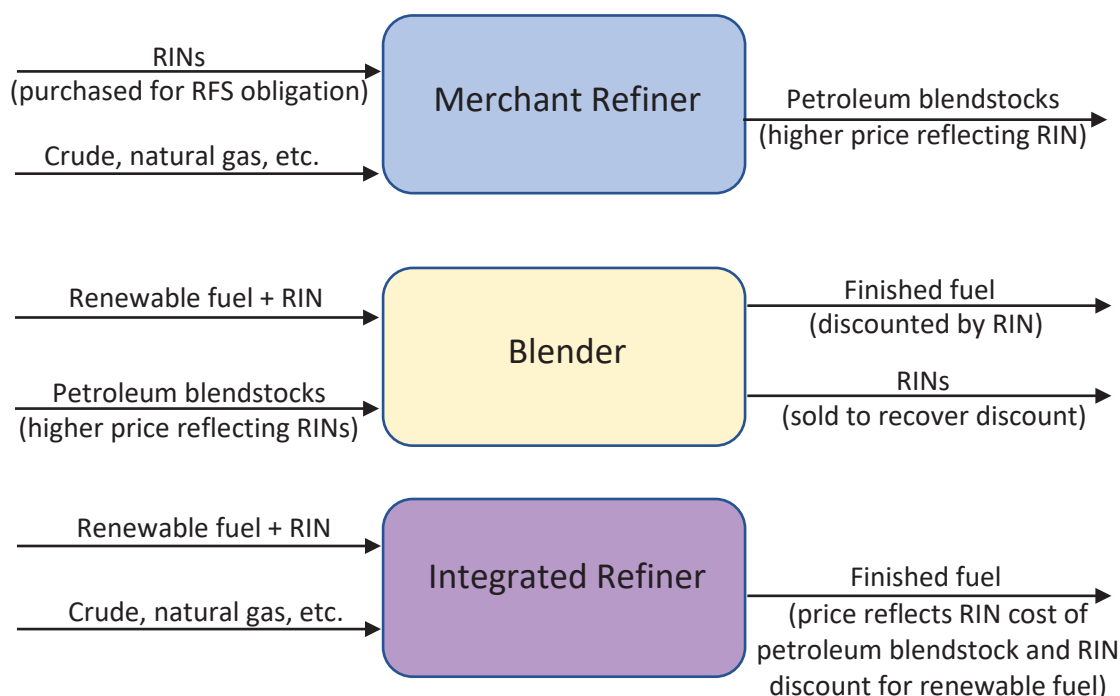 RINs
(purchased for RFS obligation)
Crude, natural gas, etc.
Merchant Refiner
Petroleum blendstocks
(higher price reflecting RIN)
Renewable fuel + RIN
Petroleum blendstocks
(higher price reflecting RINs)
Blender
Finished fuel
(discounted by RIN)
RINs
(sold to recover discount)
Renewable fuel + RIN
Crude, natural gas, etc.
Integrated Refiner
Finished fuel
(price reflects RIN cost of
petroleum blendstock and RIN
discount for renewable fuel)